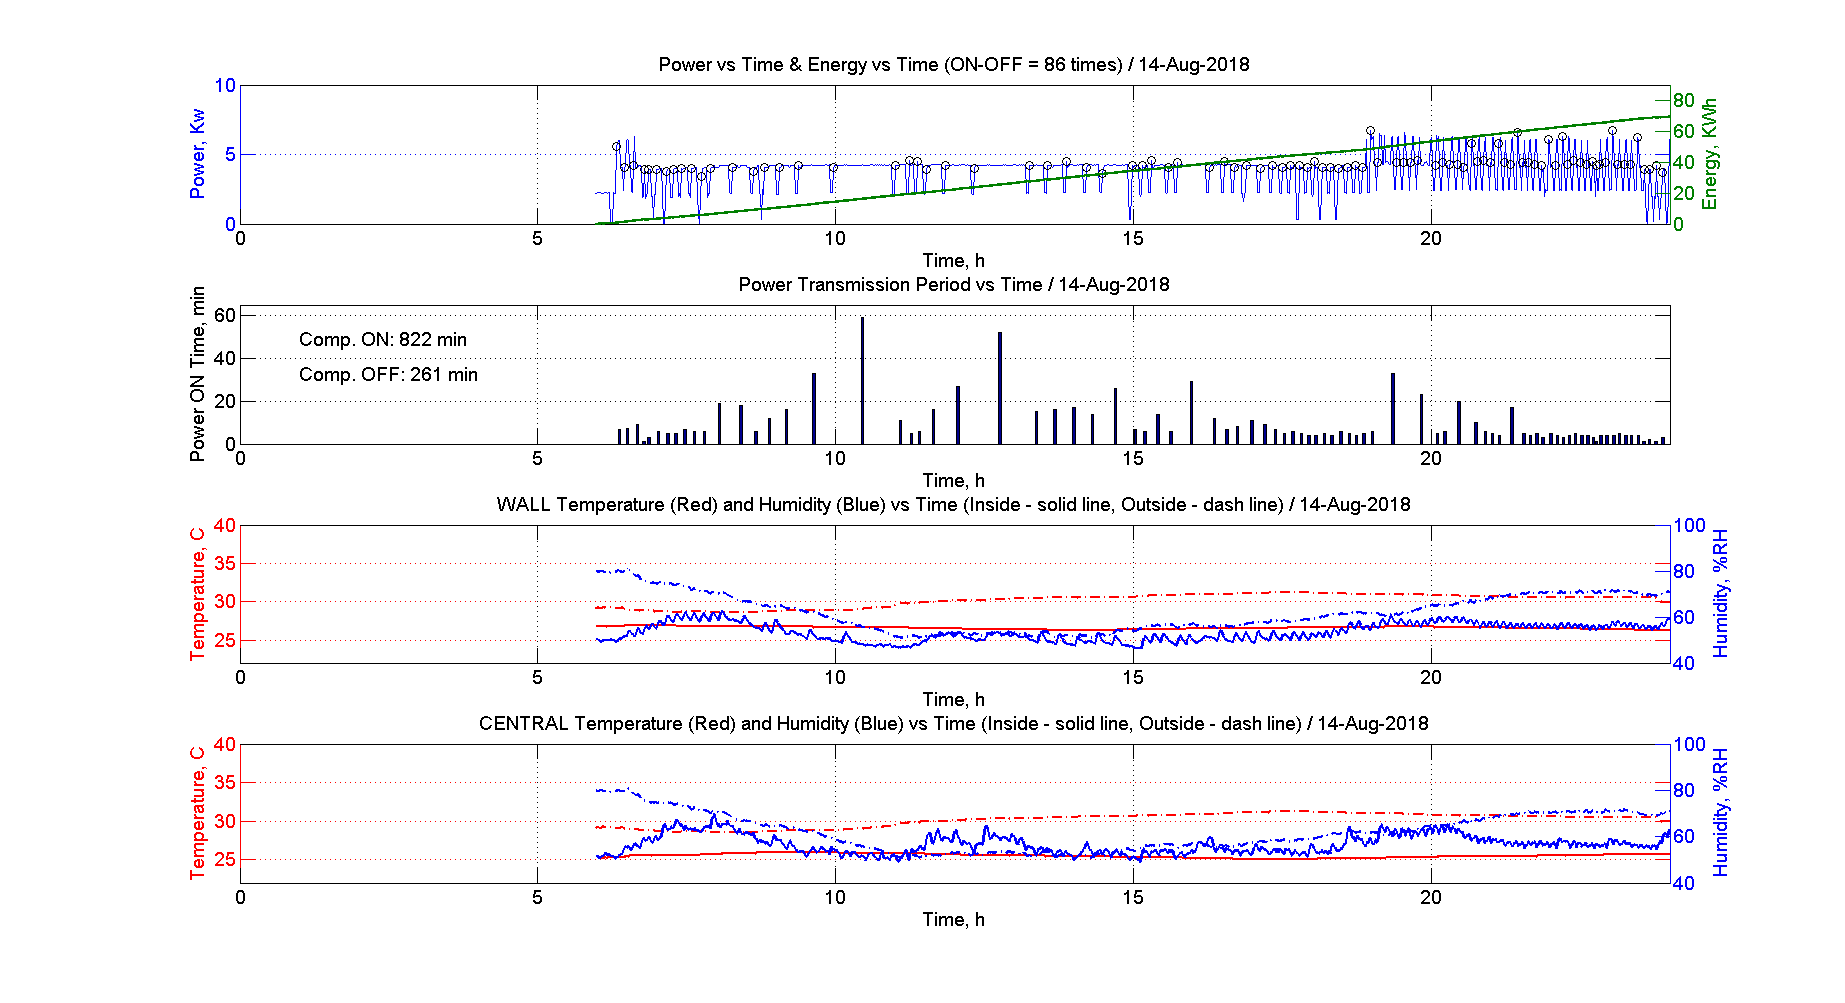 Power vs Time & Energy vs Time (ON-OFF = 86 times) / 14-Aug-2018
Power, Kw
10
5
0
Energy, KWh
80
60
40
20
0
0 5 10 15 20
Time, h
Power Transmission Period vs Time / 14-Aug-2018
Power ON Time, min
60
40
20
0
Comp. ON: 822 min
Comp. OFF: 261 min
0 5 10 15 20
Time, h
WALL Temperature (Red) and Humidity (Blue) vs Time (Inside - solid line, Outside - dash line) / 14-Aug-2018
Temperature, C
40
35
30
25
Humidity, %RH
100
80
60
40
0 5 10 15 20
Time, h
CENTRAL Temperature (Red) and Humidity (Blue) vs Time (Inside - solid line, Outside - dash line) / 14-Aug-2018
Temperature, C
40
35
30
25
Humidity, %RH
100
80
60
40
0 5 10 15 20
Time, h